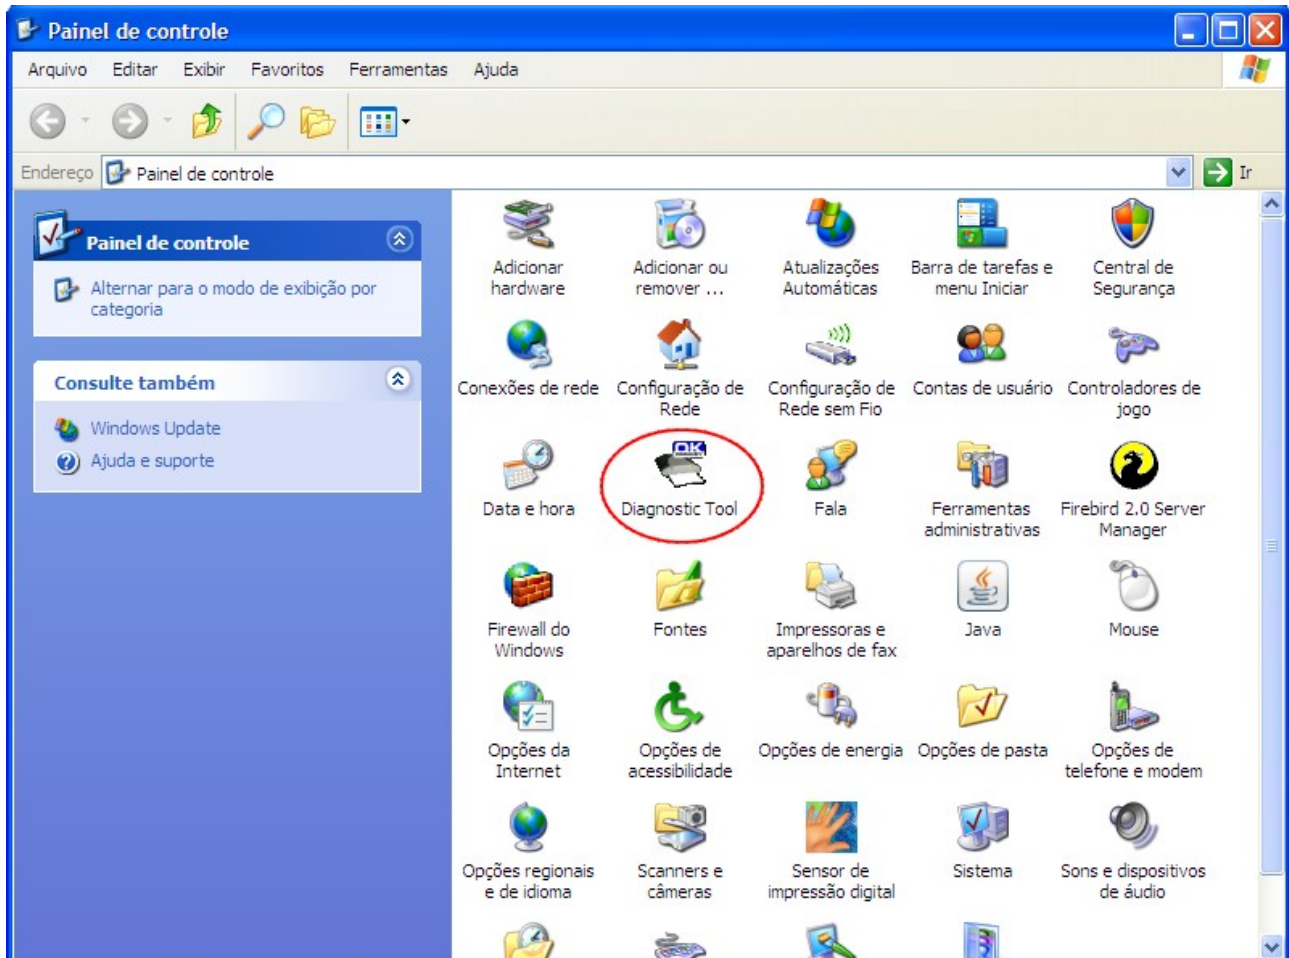 Painel de controle
Arquivo Editar Exibir Favoritos Ferramentas Ajuda
Endereço Painel de controle Ir
Painel de controle
Alternar para o modo de exibição por
categoria
Consulte também
Windows Update
Ajuda e suporte
Adicionar
hardware
Adicionar ou
remover ...
Atualizações
Automáticas
Barra de tarefas e
menu Iniciar
Central de
Segurança
Conexões de rede
Configuração de
Rede
Configuração de
Rede sem Fio
Contas de usuário
Controladores de
jogo
Data e hora
OK
Diagnostic Tool
Fala
Ferramentas
administrativas
Firebird 2.0 Server
Manager
Firewall do
Windows
Fontes
Impressoras e
aparelhos de fax
Java
Mouse
Opções da
Internet
Opções de
acessibilidade
Opções de energia
Opções de pasta
Opções de
telefone e modem
Opções regionais
e de idioma
Scanners e
câmeras
Sensor de
impressão digital
Sistema
Sons e dispositivos
de áudio